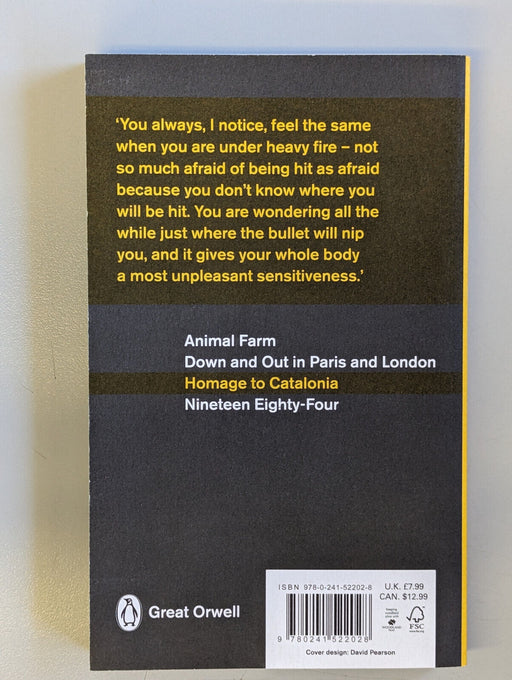 ‘You always, I notice, feel the same
when you are under heavy fire – not
so much afraid of being hit as afraid
because you don’t know where you
will be hit. You are wondering all the
while just where the bullet will nip
you, and it gives your whole body
a most unpleasant sensitiveness.’
Animal Farm
Down and Out in Paris and London
Homage to Catalonia
Nineteen Eighty-Four
Great Orwell
ISBN 978-0-241-52202-8
9 780241 522028
U.K. £7.99
CAN. $12.99
FSC
Cover design: David Pearson